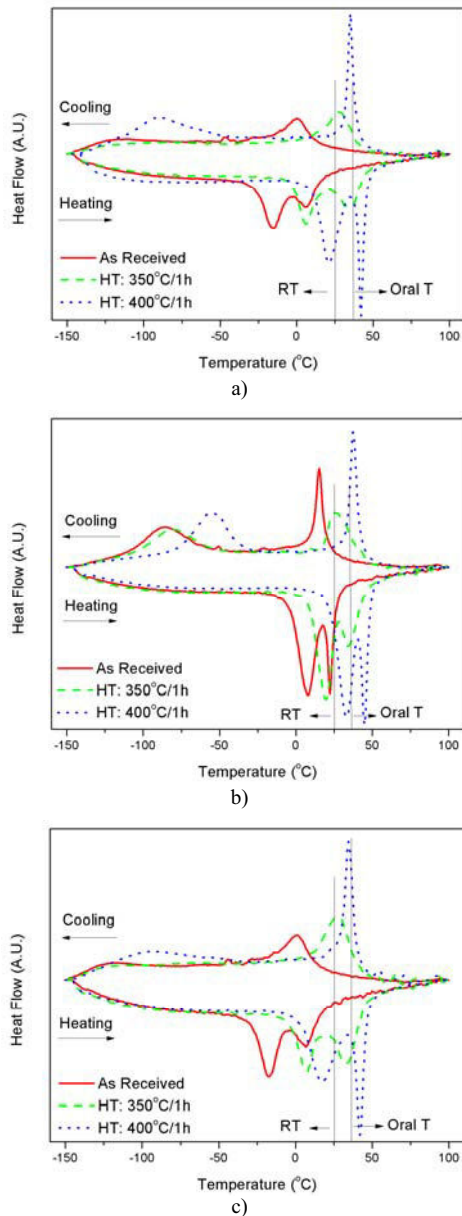 Heat Flow (A.U.)
Cooling
Heating
As Received
HT: 350°C/1h
HT: 400°C/1h
RT
Oral T
-150 -100 -50 0 50 100
Temperature (°C)
a)
Heat Flow (A.U.)
Cooling
Heating
As Received
HT: 350°C/1h
HT: 400°C/1h
RT
Oral T
-150 -100 -50 0 50 100
Temperature (°C)
b)
Heat Flow (A.U.)
Cooling
Heating
As Received
HT: 350°C/1h
HT: 400°C/1h
RT
Oral T
-150 -100 -50 0 50 100
Temperature (°C)
c)